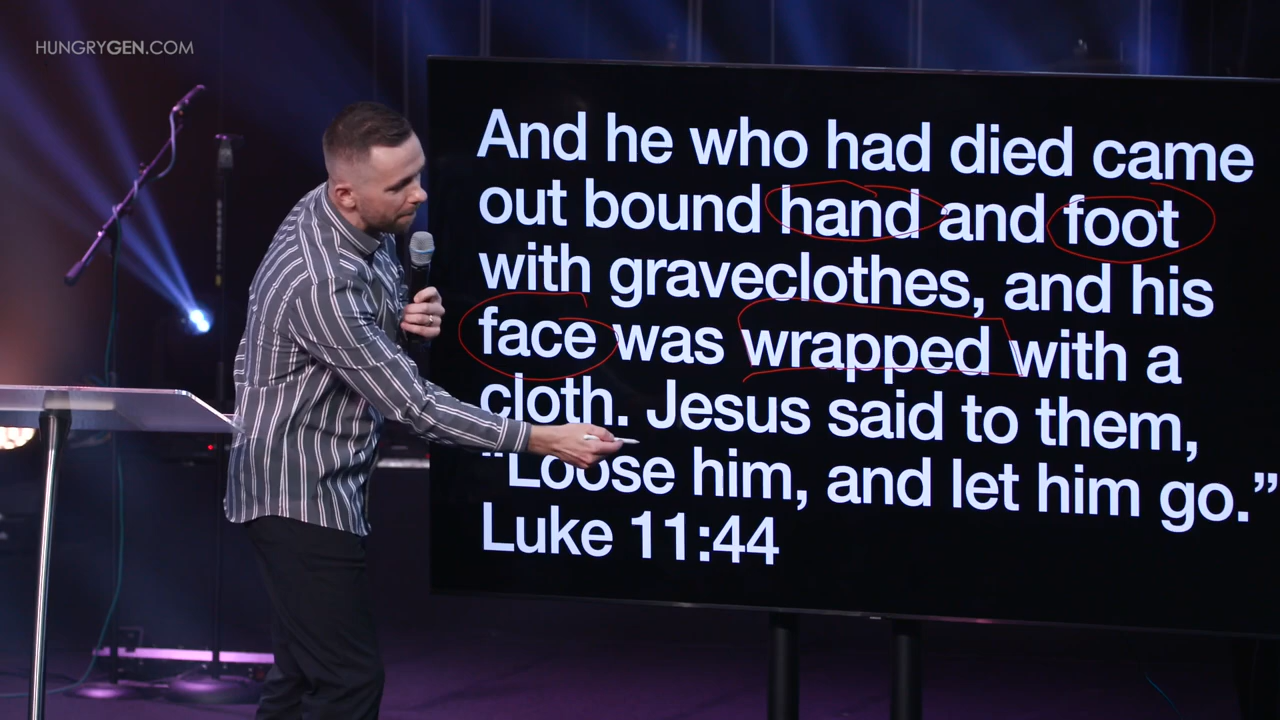 HUNGRYGEN.COM
And he who had died came
out bound hand and foot
with graveclothes, and his
face was wrapped with a
cloth. Jesus said to them,
“Loose him, and let him go.”
Luke 11:44